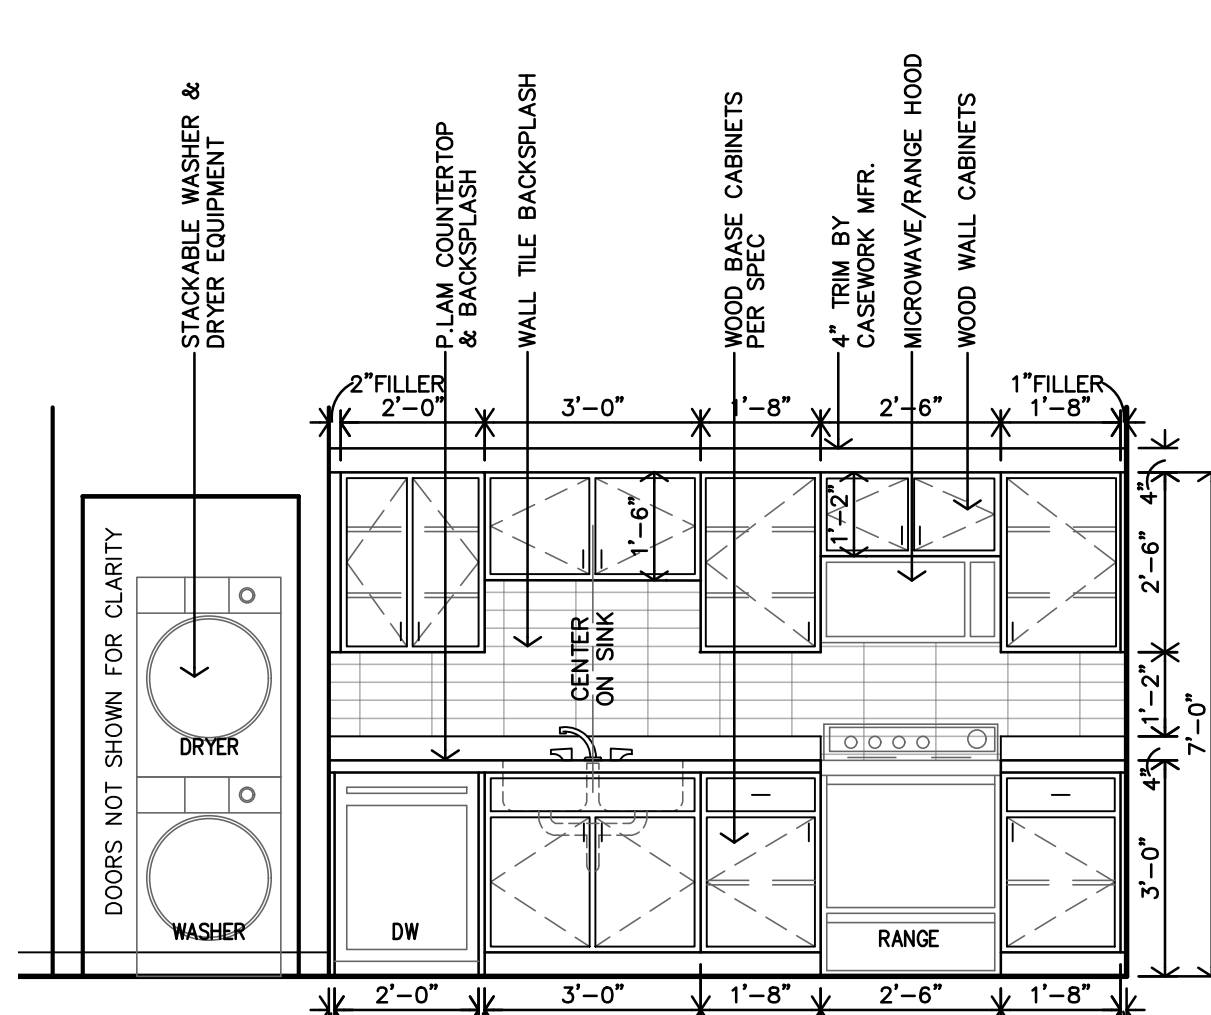 STACKABLE WASHER &
DRYER EQUIPMENT
P.LAM COUNTERTOP
& BACKSPLASH
WALL TILE BACKSPLASH
WOOD BASE CABINETS
PER SPEC
4" TRIM BY
CASEWORK MFR.
MICROWAVE/RANGE HOOD
WOOD WALL CABINETS
2"FILLER
1"FILLER
2'-0"
3'-0"
1'-8"
2'-6"
1'-8"
4"
1'-6"
1'-2"
2'-6"
DOORS NOT SHOWN FOR CLARITY
CENTER
ON SINK
1'-2"
7'-0"
DRYER
4"
3'-0"
WASHER
DW
RANGE
2'-0"
3'-0"
1'-8"
2'-6"
1'-8"